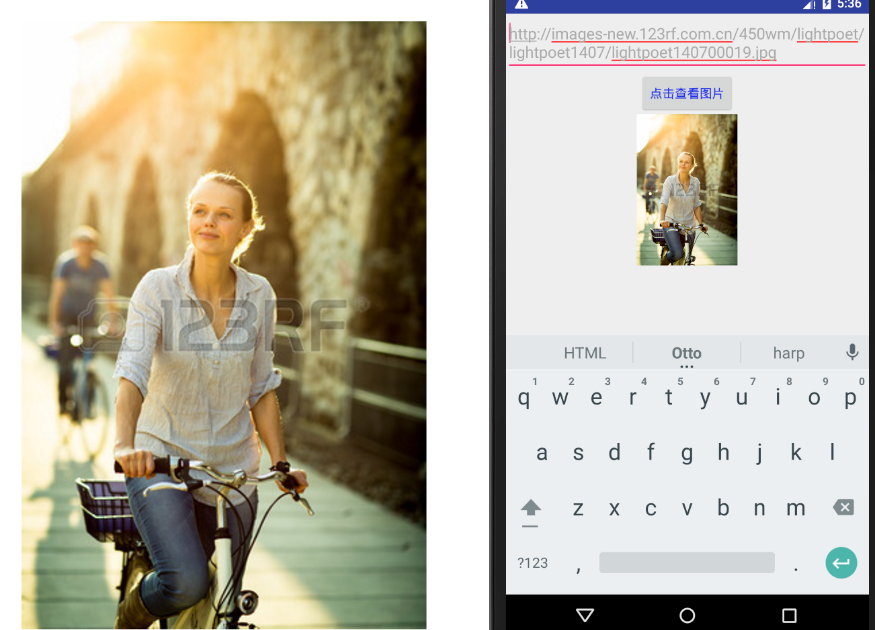 123RF®
5:36
http://images-new.123rf.com.cn/450wm/lightpoet/
lightpoet1407/lightpoet140700019.jpg
点击查看图片
123RF
HTML Otto harp
1 2 3 4 5 6 7 8 9 0
q w e r t y u i o p
a s d f g h j k l
z x c v b n m
?123 , .